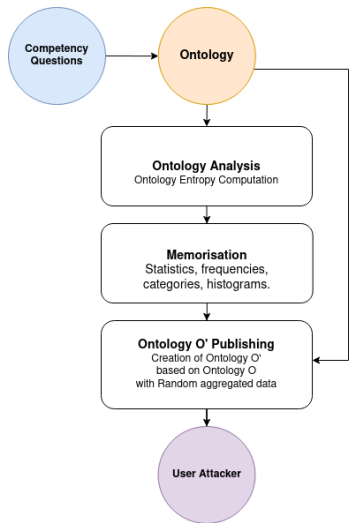 Competency
Questions
Ontology
Ontology Analysis
Ontology Entropy Computation
Memorisation
Statistics, frequencies,
categories, histograms.
Ontology O' Publishing
Creation of Ontology O'
based on Ontology O
with Random aggregated data
User Attacker